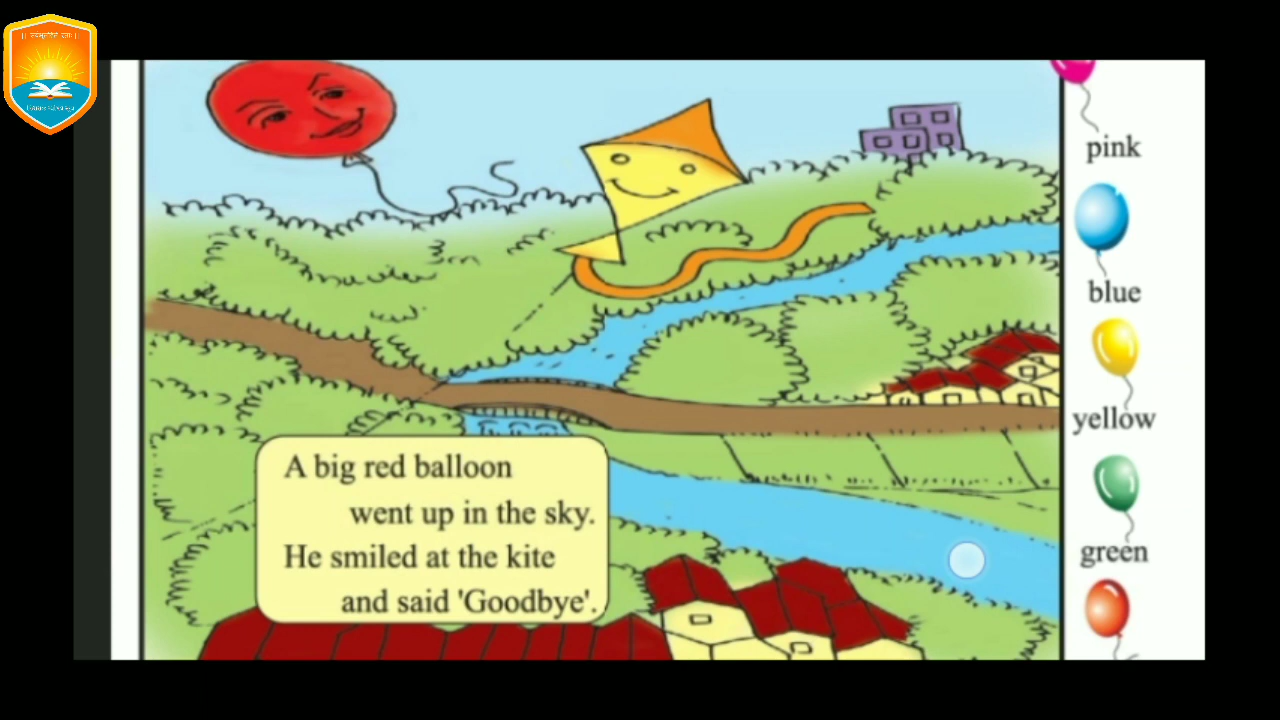 A big red balloon
went up in the sky.
He smiled at the kite
and said 'Goodbye'.
pink
blue
yellow
green